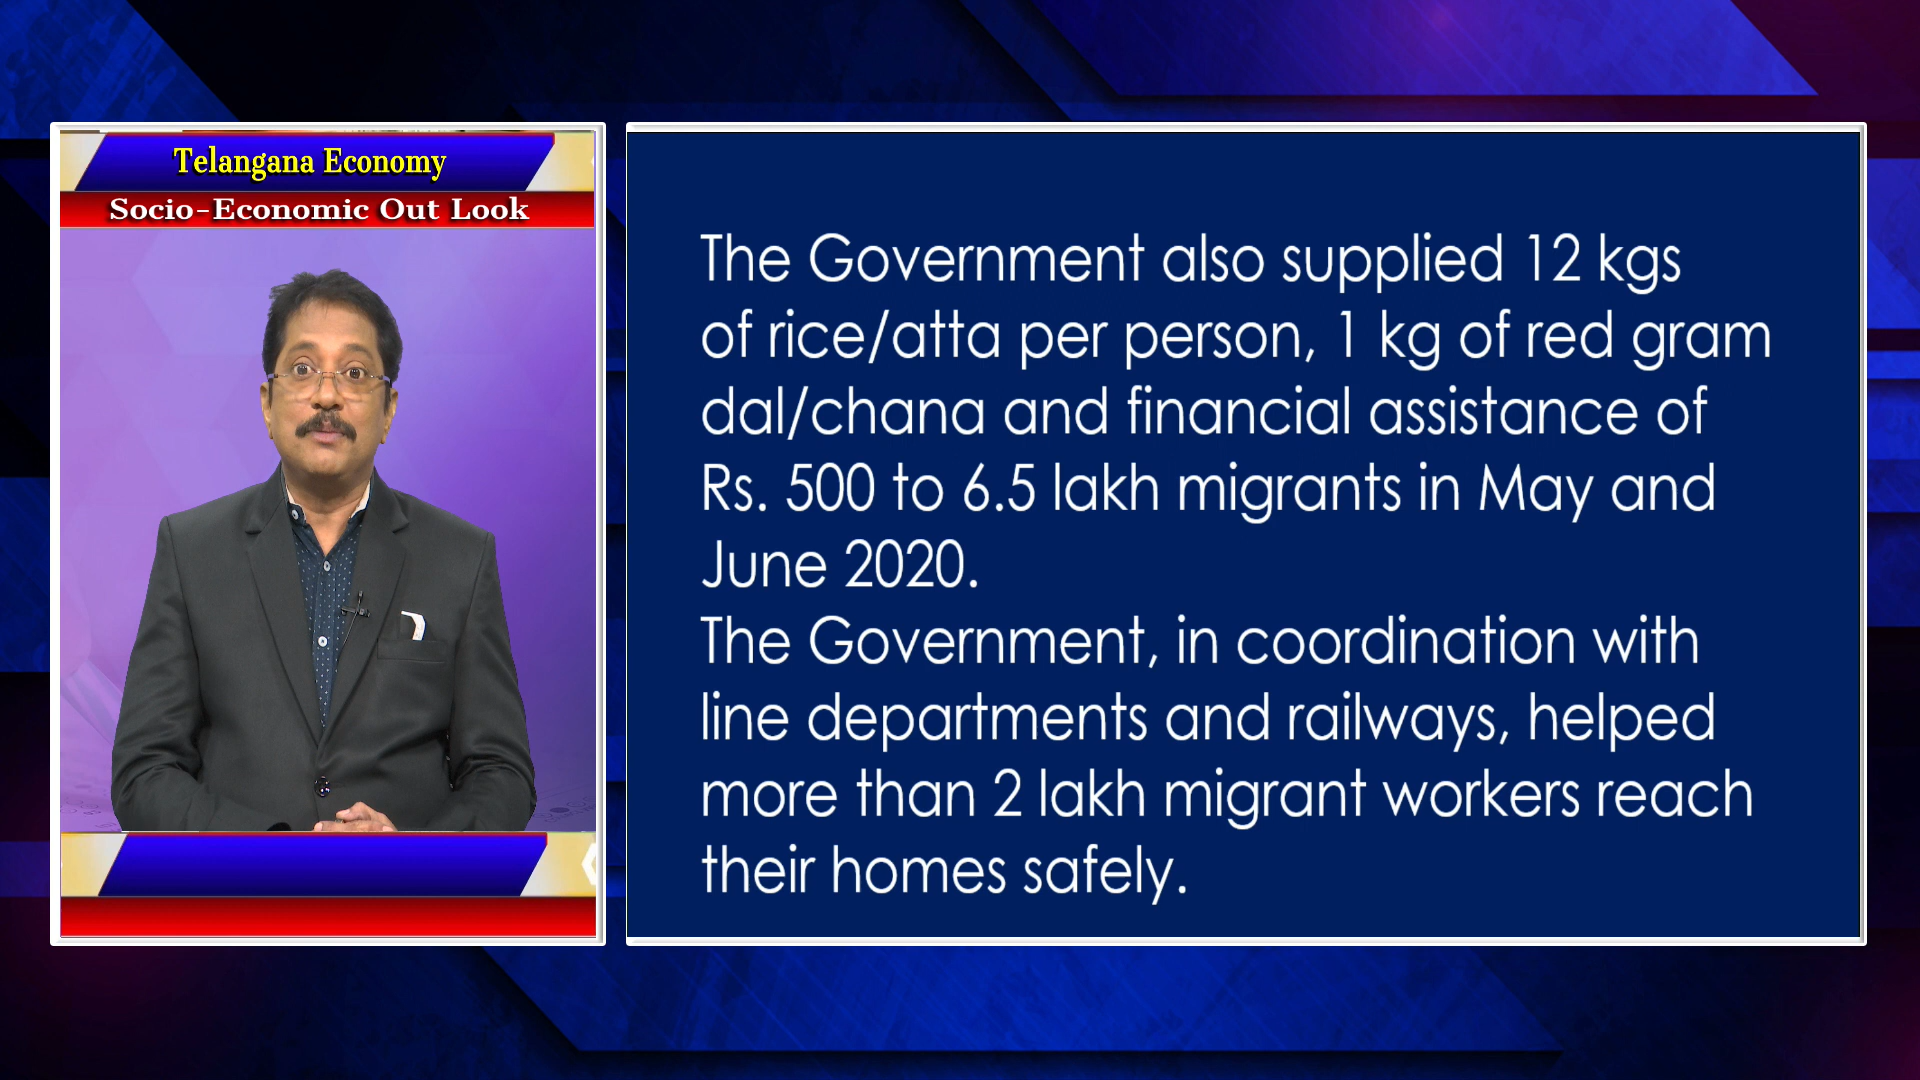 Telangana Economy
Socio-Economic Out Look
The Government also supplied 12 kgs
of rice/atta per person, 1 kg of red gram
dal/chana and financial assistance of
Rs. 500 to 6.5 lakh migrants in May and
June 2020.
The Government, in coordination with
line departments and railways, helped
more than 2 lakh migrant workers reach
their homes safely.